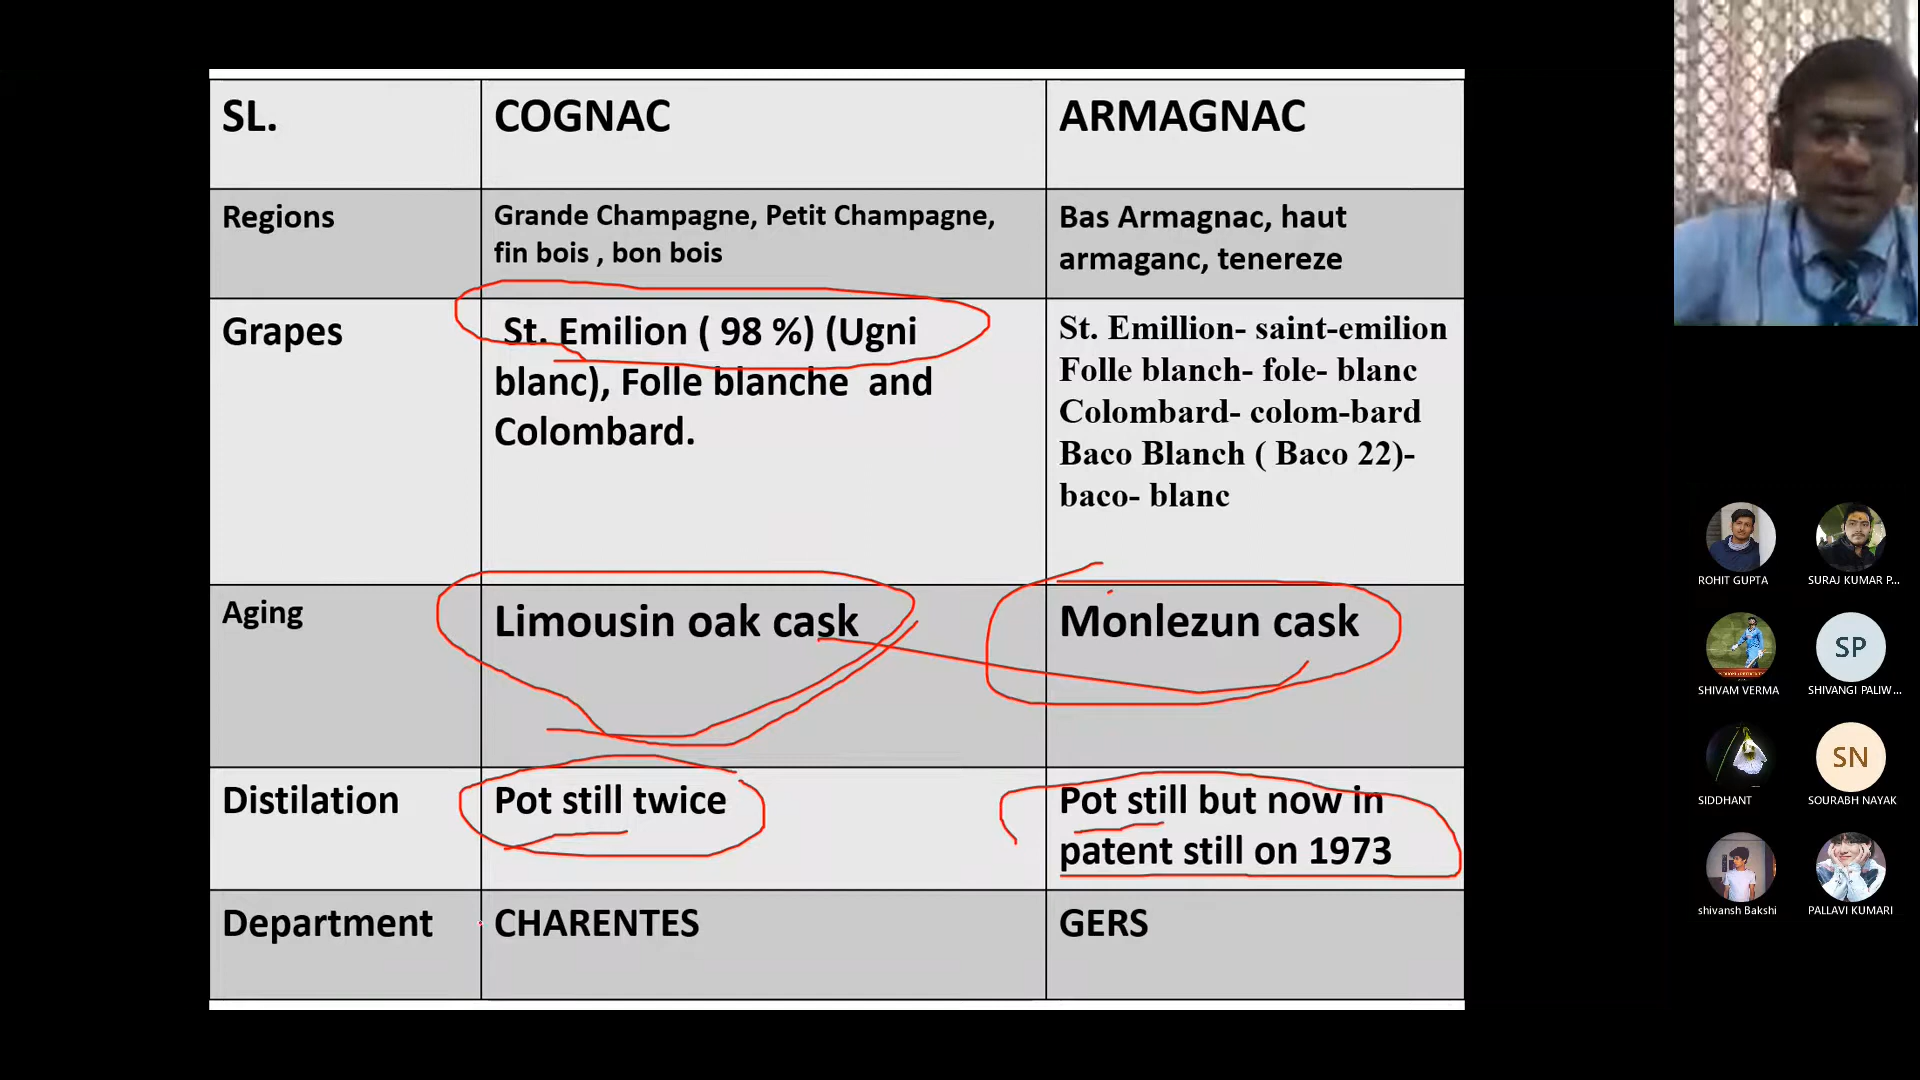 SL.
COGNAC
ARMAGNAC
Regions
Grande Champagne, Petit Champagne,
fin bois , bon bois
Bas Armagnac, haut
armaganc, tenereze
Grapes
St. Emilion ( 98 %) (Ugni
blanc), Folle blanche and
Colombard.
St. Emillion- saint-emilion
Folle blanch- fole- blanc
Colombard- colom-bard
Baco Blanch ( Baco 22)-
baco- blanc
Aging
Limousin oak cask
Monlezun cask
Distilation
Pot still twice
Pot still but now in
patent still on 1973
Department
CHARENTES
GERS
ROHIT GUPTA
SURAJ KUMAR P...
SHIVAM VERMA
SP
SHIVANGI PALIW...
SIDDHANT
SN
SOURABH NAYAK
shivansh Bakshi
PALLAVI KUMARI